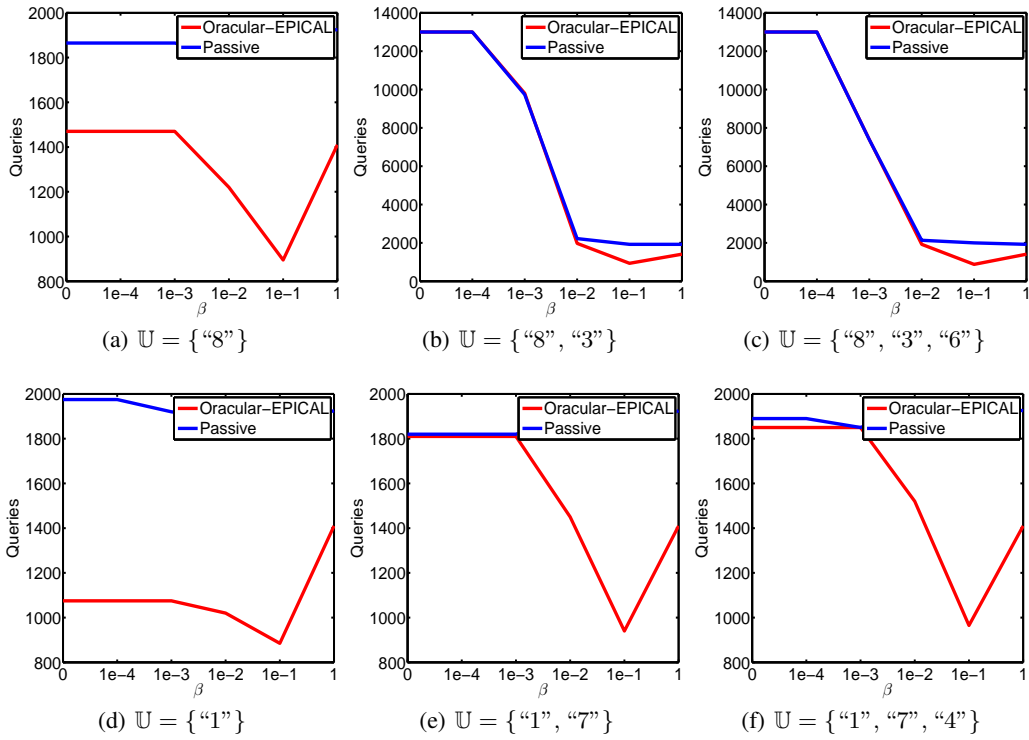 2000
1800
1600
1400
1200
1000
800
Queries
Oracular−EPICAL
Passive
0 1e−4 1e−3 1e−2 1e−1 1
β
(a) 𝕌 = {“8”}
14000
12000
10000
8000
6000
4000
2000
0
Queries
Oracular−EPICAL
Passive
0 1e−4 1e−3 1e−2 1e−1 1
β
(b) 𝕌 = {“8”, “3”}
14000
12000
10000
8000
6000
4000
2000
0
Queries
Oracular−EPICAL
Passive
0 1e−4 1e−3 1e−2 1e−1 1
β
(c) 𝕌 = {“8”, “3”, “6”}
2000
1800
1600
1400
1200
1000
800
Queries
Oracular−EPICAL
Passive
0 1e−4 1e−3 1e−2 1e−1 1
β
(d) 𝕌 = {“1”}
2000
1800
1600
1400
1200
1000
800
Queries
Oracular−EPICAL
Passive
0 1e−4 1e−3 1e−2 1e−1 1
β
(e) 𝕌 = {“1”, “7”}
2000
1800
1600
1400
1200
1000
800
Queries
Oracular−EPICAL
Passive
0 1e−4 1e−3 1e−2 1e−1 1
β
(f) 𝕌 = {“1”, “7”, “4”}